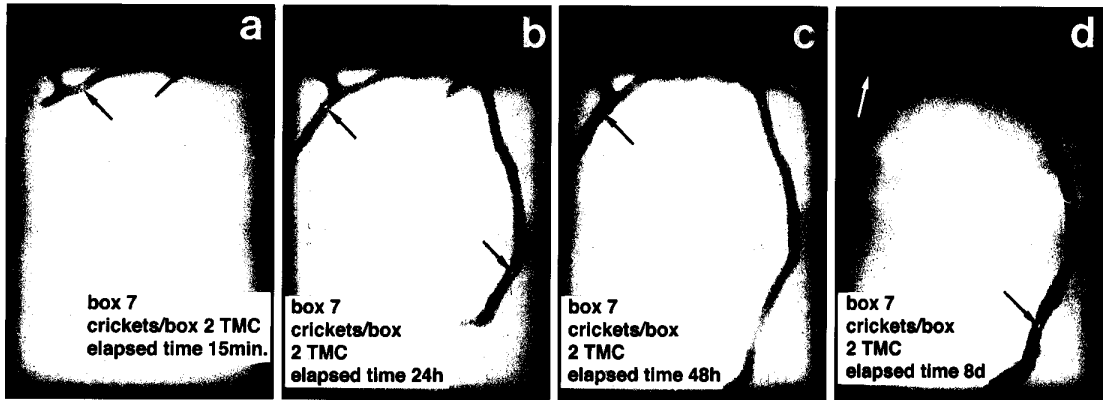 a
box 7
crickets/box 2 TMC
elapsed time 15min.
b
box 7
crickets/box
2 TMC
elapsed time 24h
c
box 7
crickets/box
2 TMC
elapsed time 48h
d
box 7
crickets/box
2 TMC
elapsed time 8d